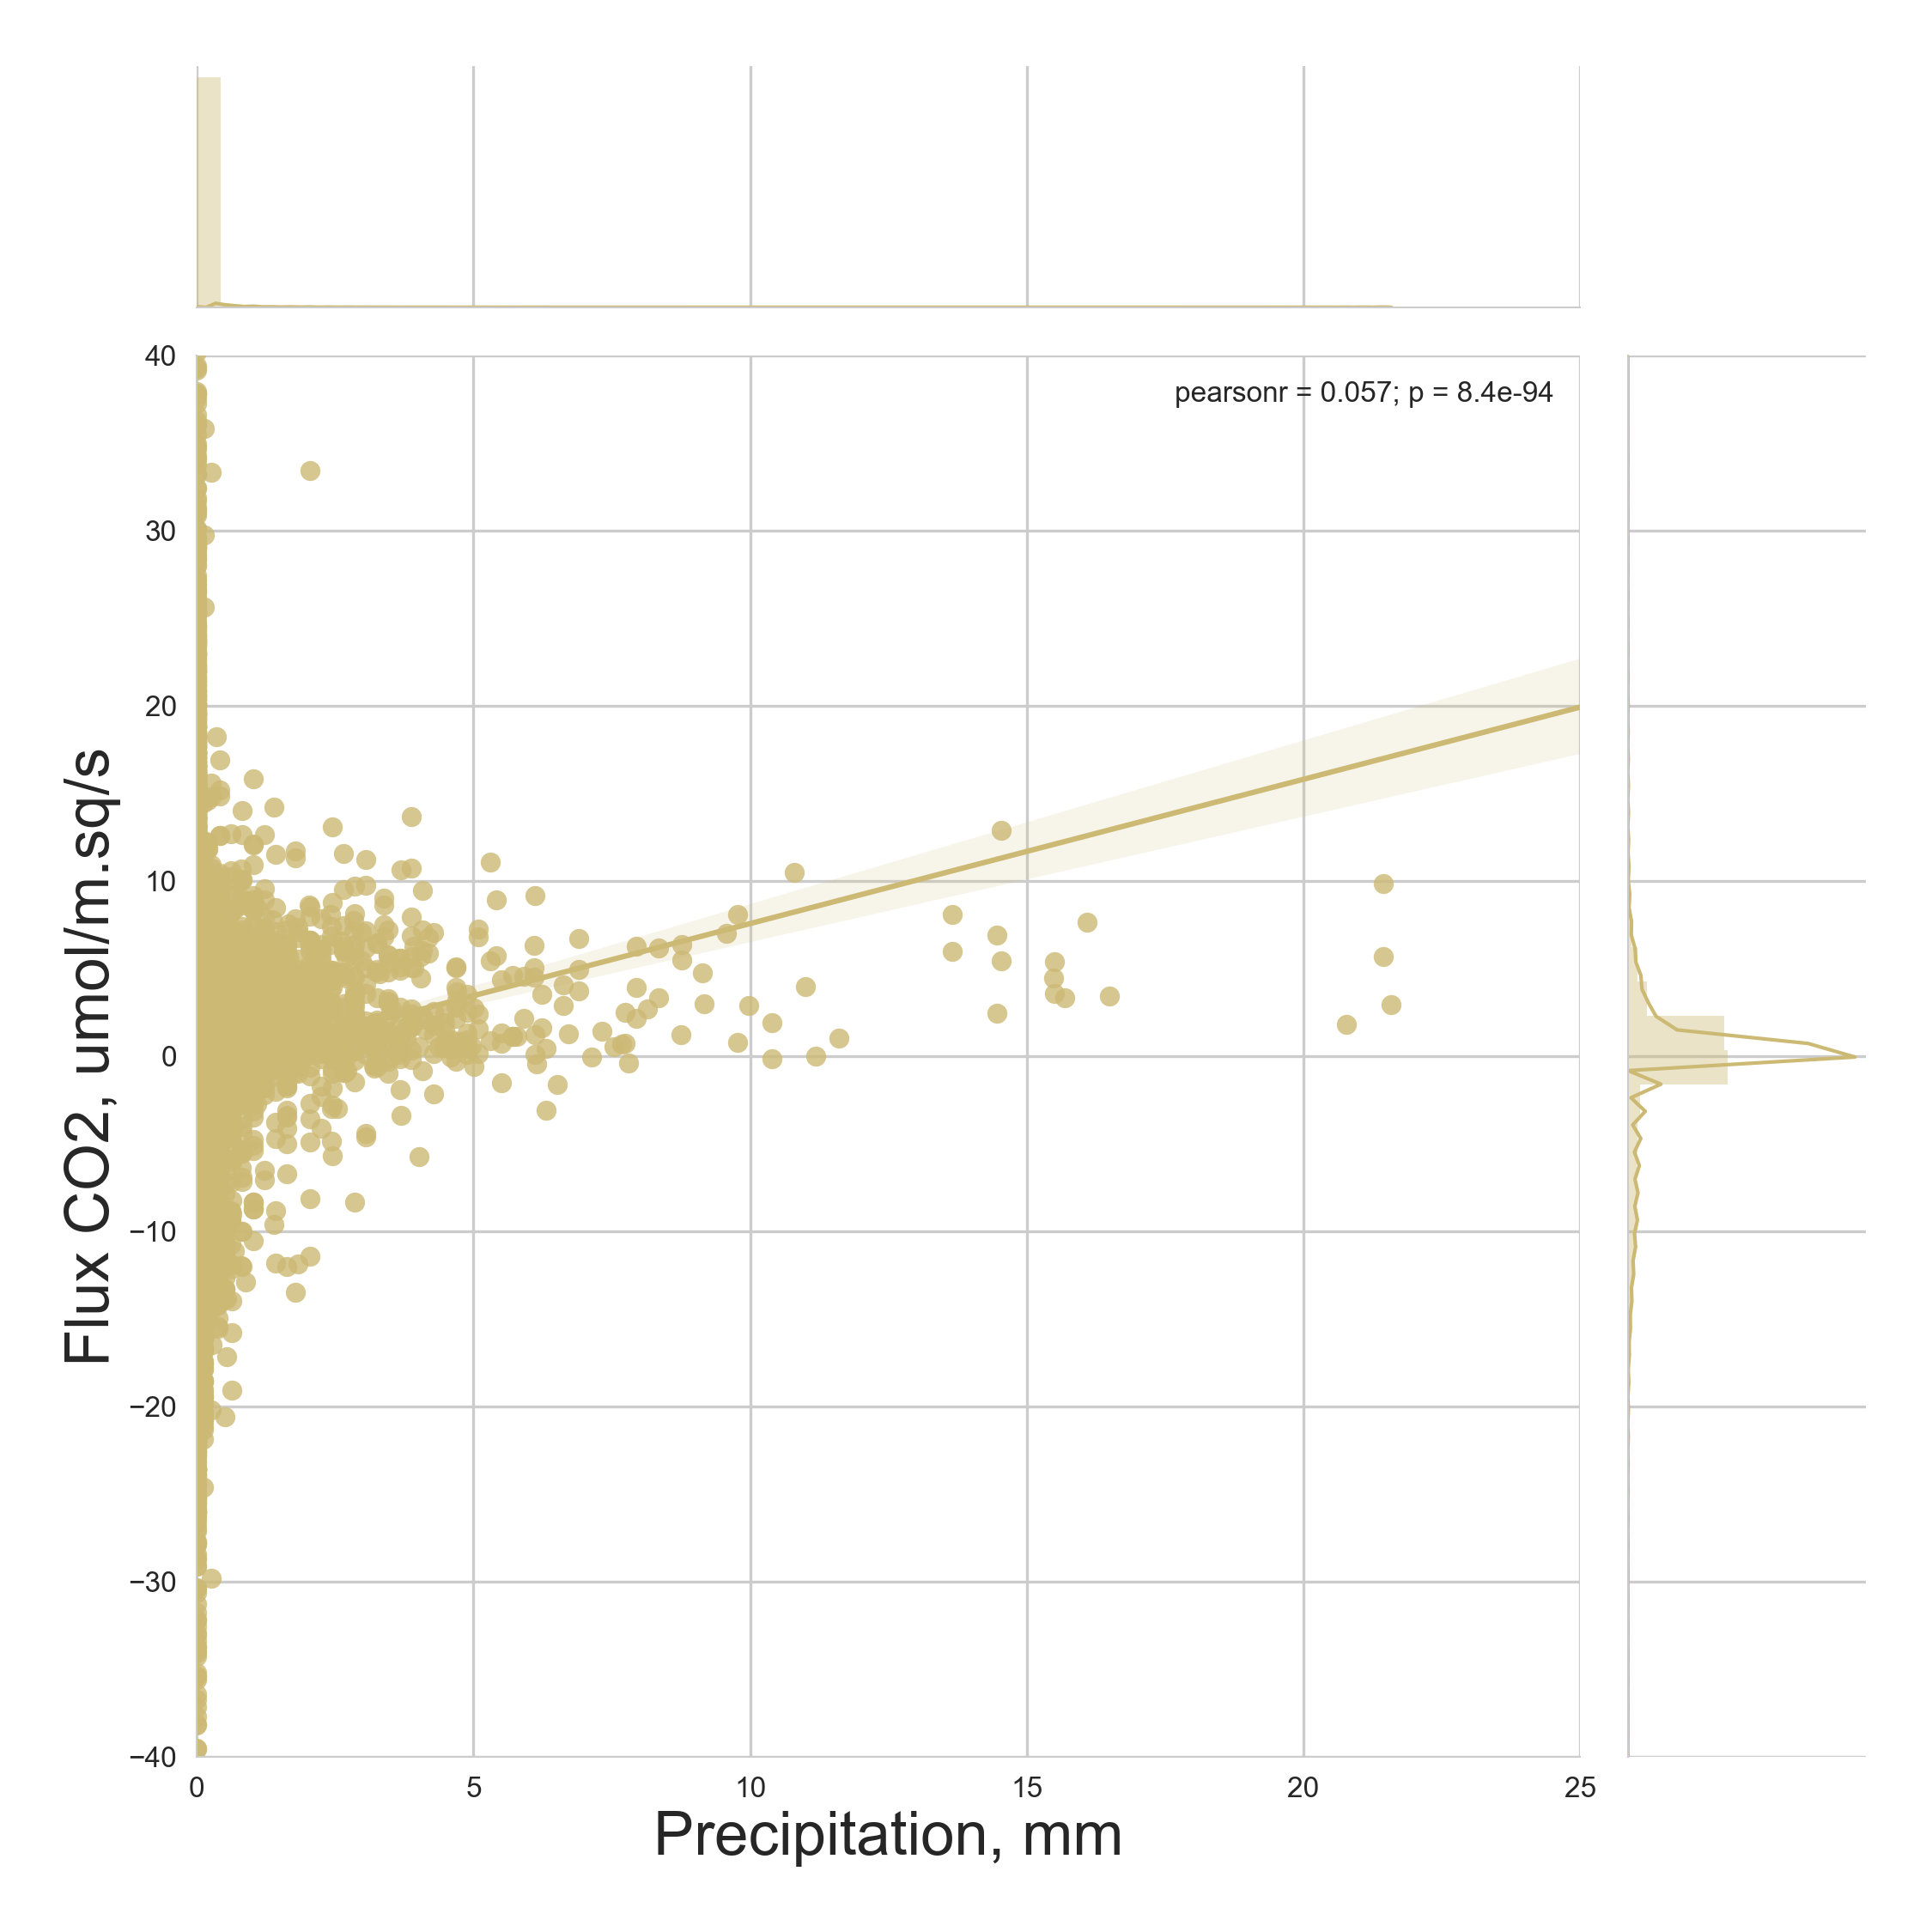 pearsonr = 0.057; p = 8.4e-94
40
30
20
10
0
−10
−20
−30
−40
Flux CO2, umol/m.sq/s
0 5 10 15 20 25
Precipitation, mm